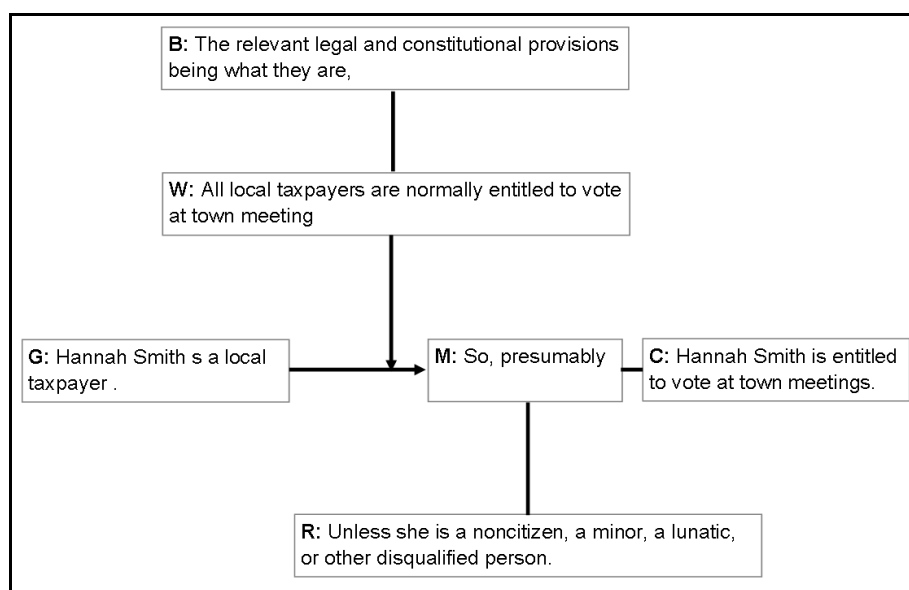 B: The relevant legal and constitutional provisions
being what they are,
W: All local taxpayers are normally entitled to vote
at town meeting
G: Hannah Smith s a local
taxpayer .
M: So, presumably
C: Hannah Smith is entitled
to vote at town meetings.
R: Unless she is a noncitizen, a minor, a lunatic,
or other disqualified person.